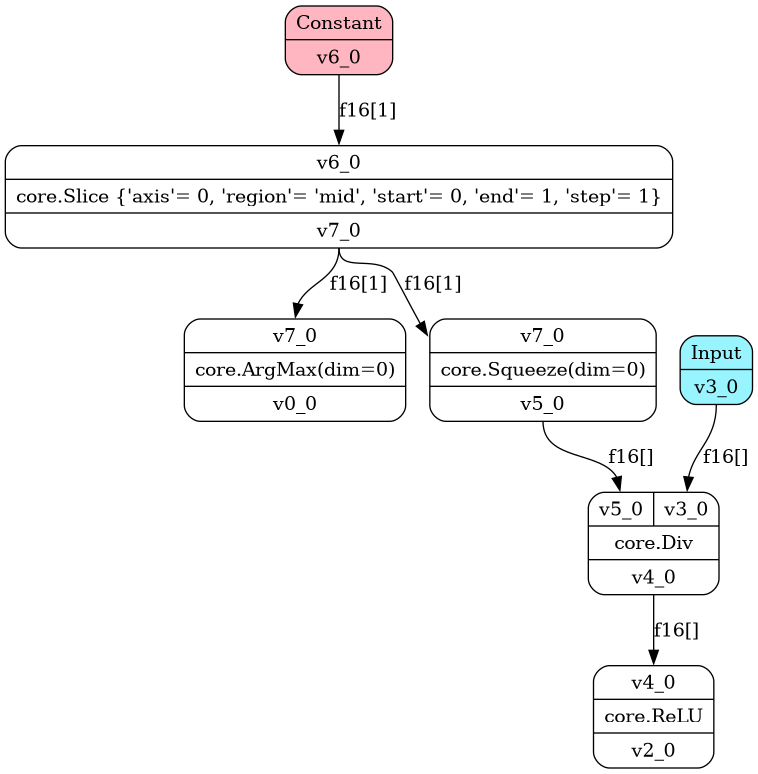 Constant
v6_0
f16[1]
v6_0
core.Slice {'axis'= 0, 'region'= 'mid', 'start'= 0, 'end'= 1, 'step'= 1}
v7_0
f16[1]
f16[1]
v7_0
core.ArgMax(dim=0)
v0_0
v7_0
core.Squeeze(dim=0)
v5_0
Input
v3_0
f16[]
f16[]
v5_0
v3_0
core.Div
v4_0
f16[]
v4_0
core.ReLU
v2_0